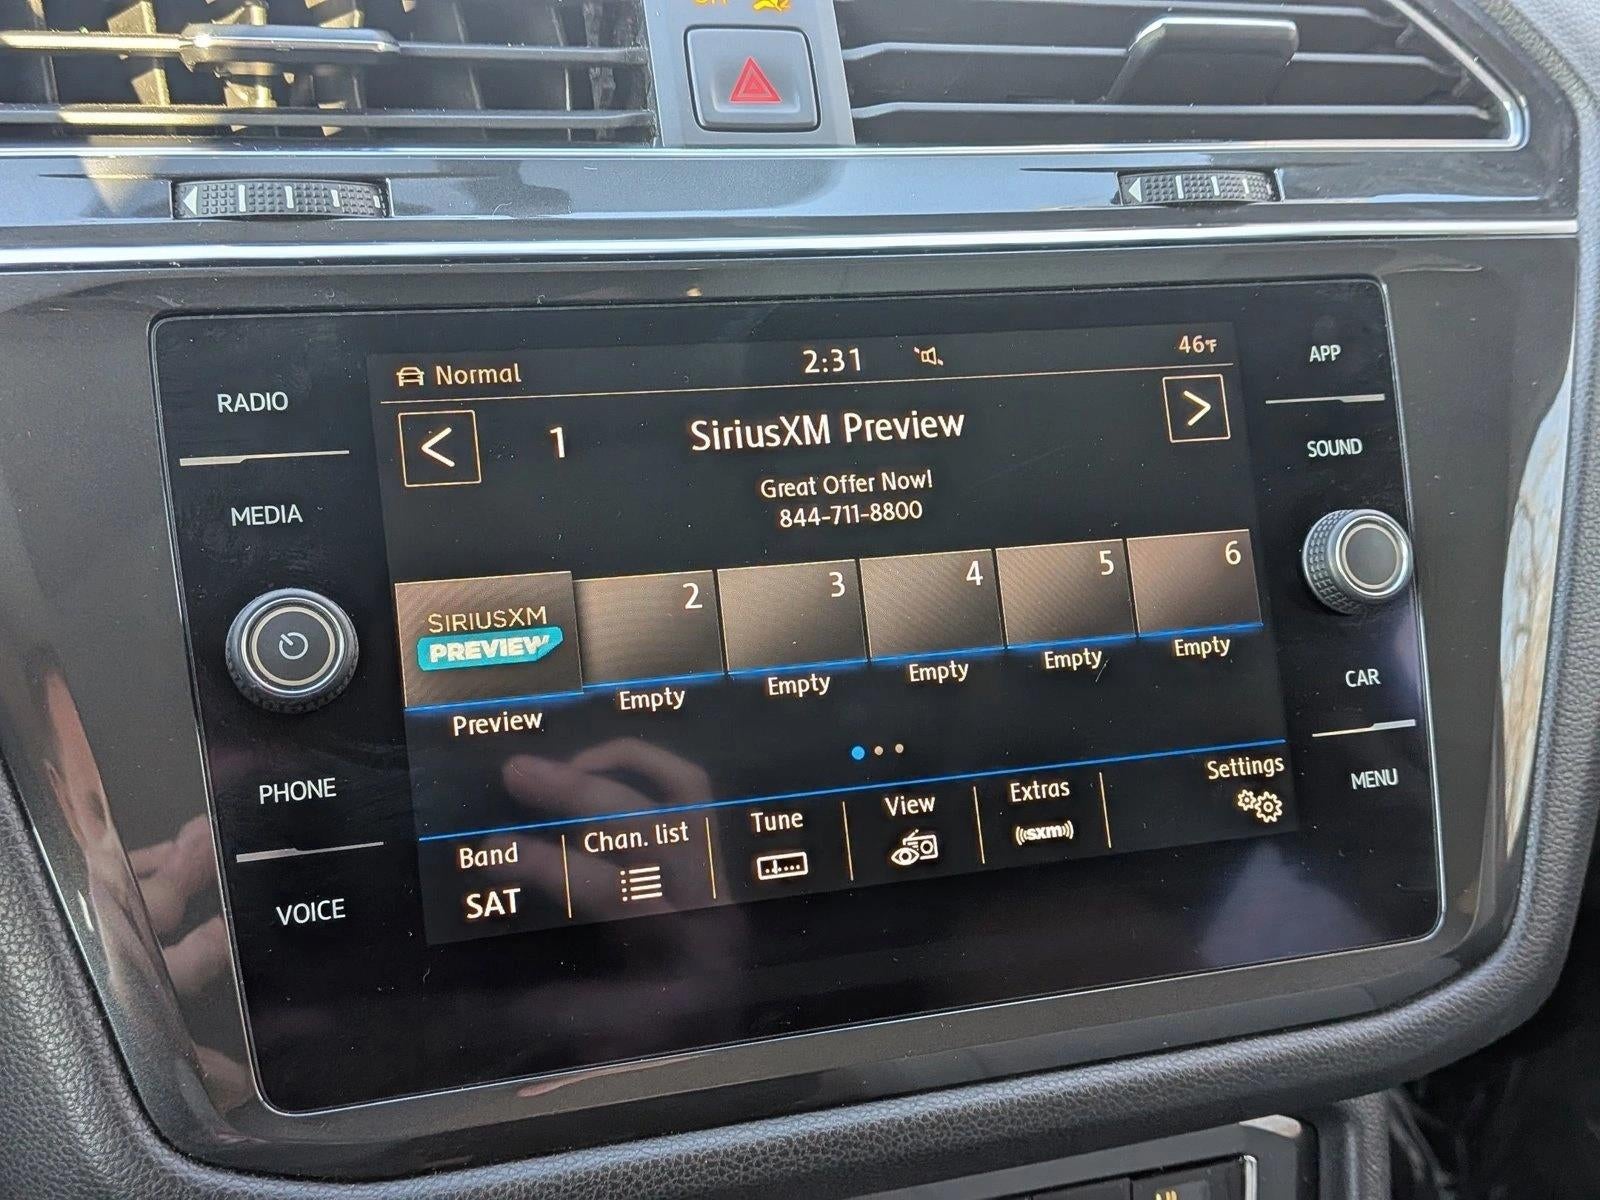 RADIO
MEDIA
PHONE
VOICE
Normal
2:31
46°F
1
SiriusXM Preview
Great Offer Now!
844-711-8800
SIRIUSXM
PREVIEW
Preview
2
Empty
3
Empty
4
Empty
5
Empty
6
Empty
Band
SAT
Chan. list
Tune
View
Extras
((sxm))
Settings
APP
SOUND
CAR
MENU